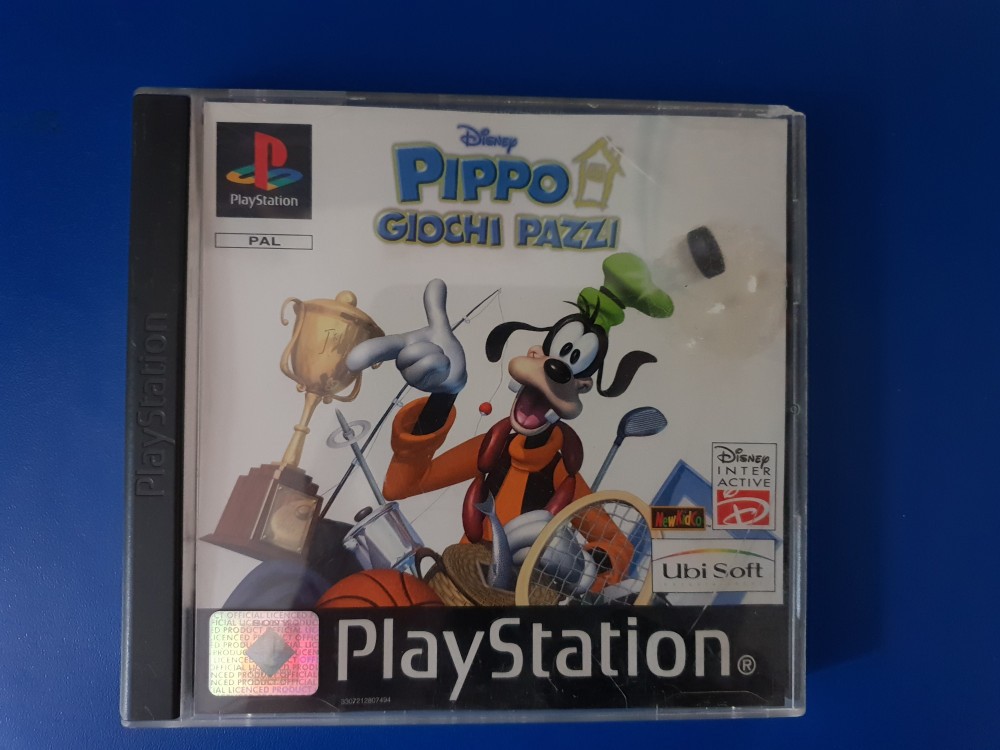 PlayStation
PlayStation
PAL
Disney
PIPPO
GIOCHI PAZZI
Disney
INTER
ACTIVE
NewKidCo
Ubi Soft
PlayStation®